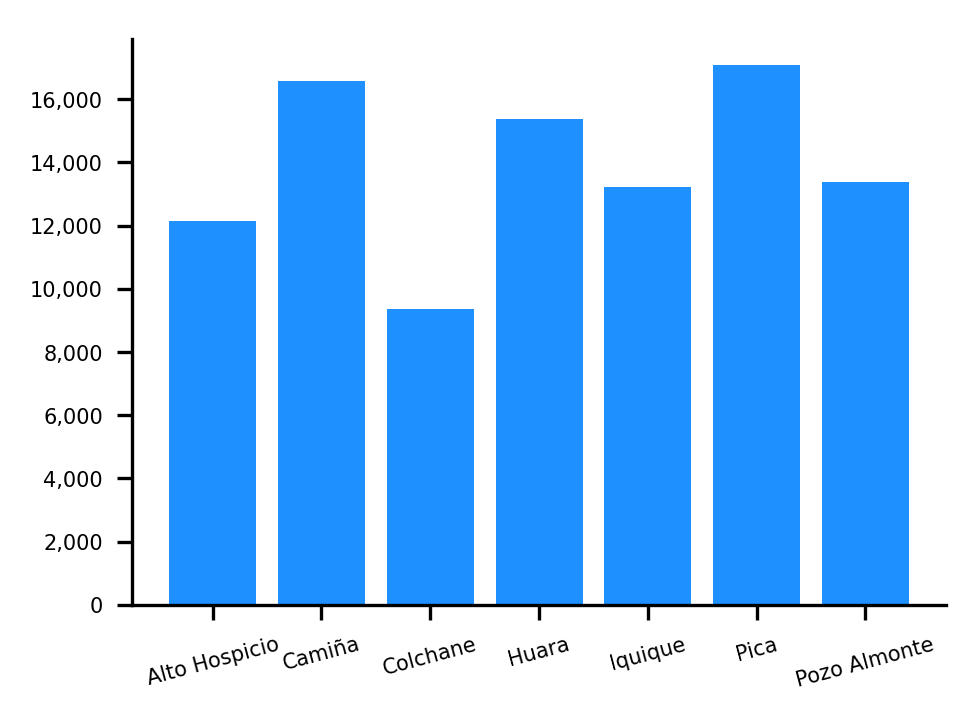 16,000
14,000
12,000
10,000
8,000
6,000
4,000
2,000
0
Alto Hospicio
Camiña
Colchane
Huara
Iquique
Pica
Pozo Almonte